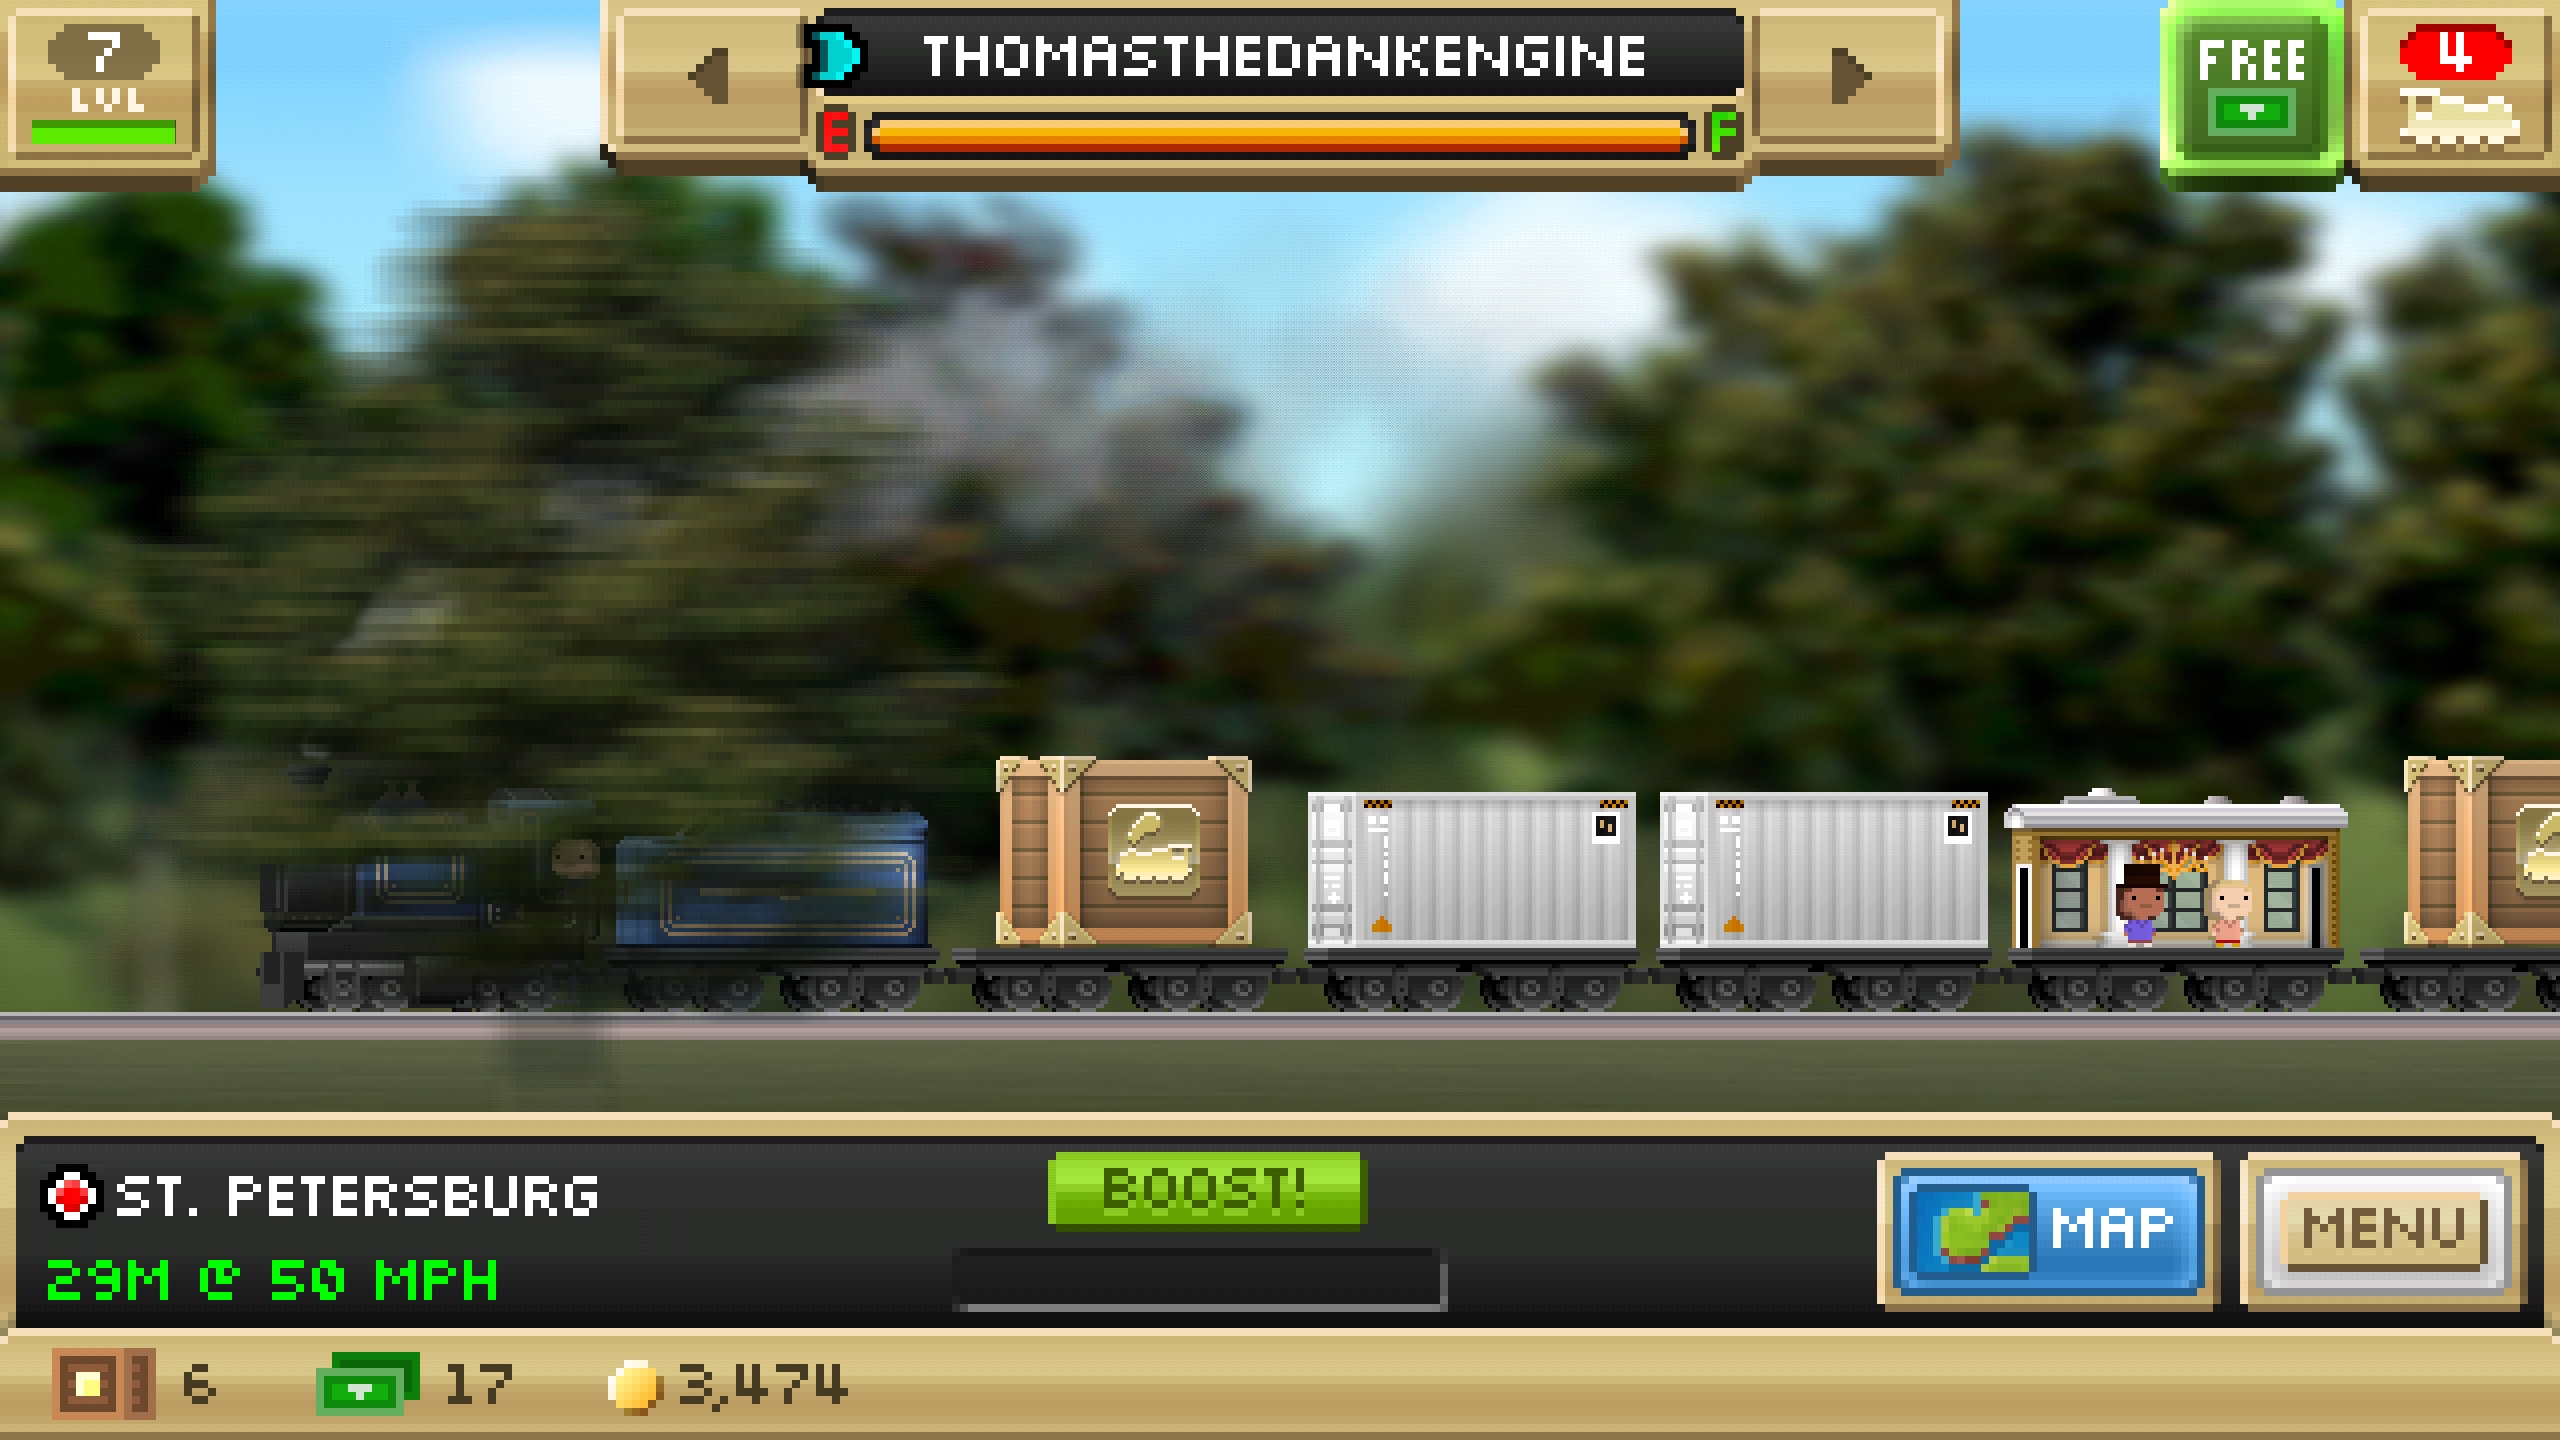 7
LVL
THOMASTHEDANKENGINE
E F
FREE
4
ST. PETERSBURG
29M @ 50 MPH
BOOST!
MAP
MENU
6
17
3,474